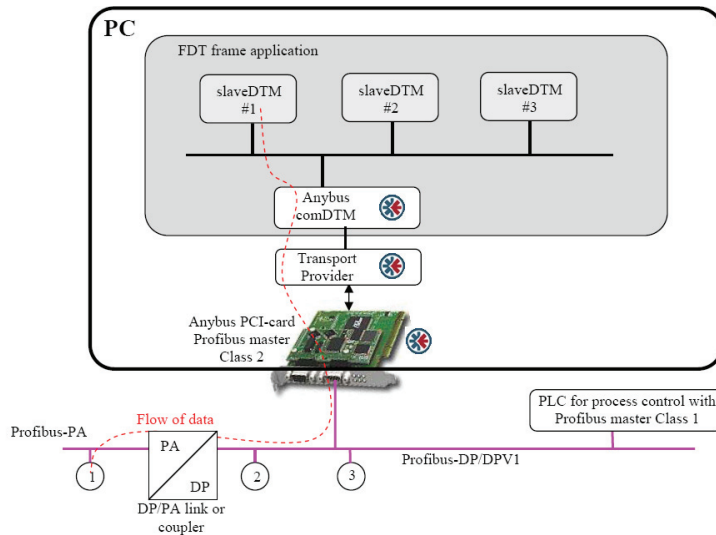 PC
FDT frame application
slaveDTM
#1
slaveDTM
#2
slaveDTM
#3
Anybus
comDTM
Transport
Provider
Anybus PCI-card
Profibus master
Class 2
PLC for process control with
Profibus master Class 1
Flow of data
Profibus-PA
PA
DP
Profibus-DP/DPV1
1
2
3
DP/PA link or
coupler